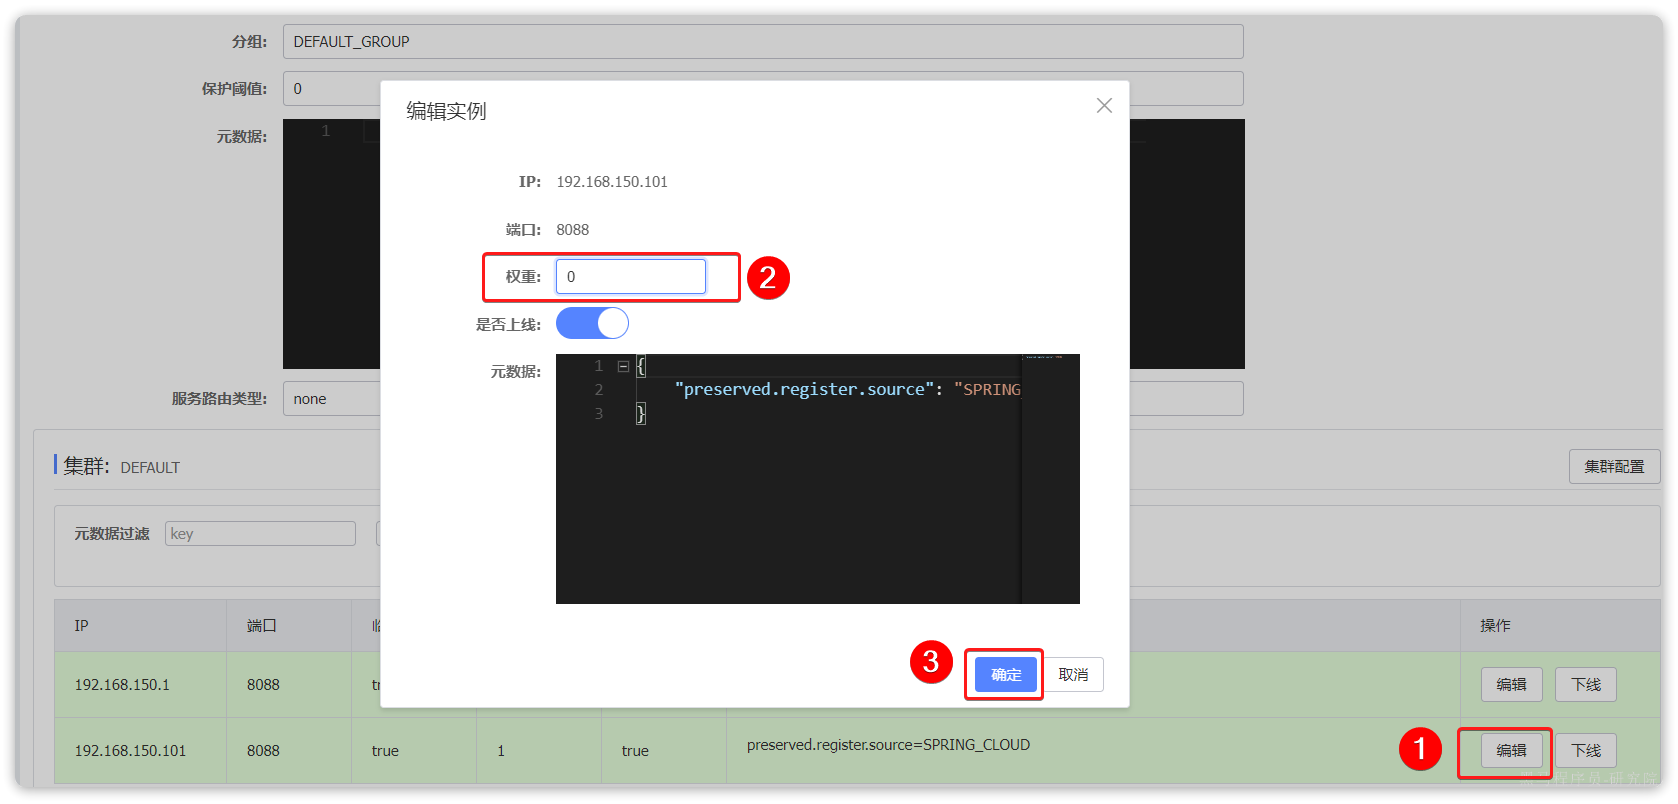 分组: DEFAULT_GROUP
保护阈值: 0
元数据: 1
编辑实例
IP: 192.168.150.101
端口: 8088
权重: 0
2
是否上线:
元数据:
1 {
2 "preserved.register.source": "SPRING
3 }
服务路由类型: none
集群: DEFAULT
集群配置
元数据过滤 key
IP 端口 操作
3
确定 取消
192.168.150.1 8088 编辑 下线
192.168.150.101 8088 true 1 true preserved.register.source=SPRING_CLOUD 1 编辑 下线